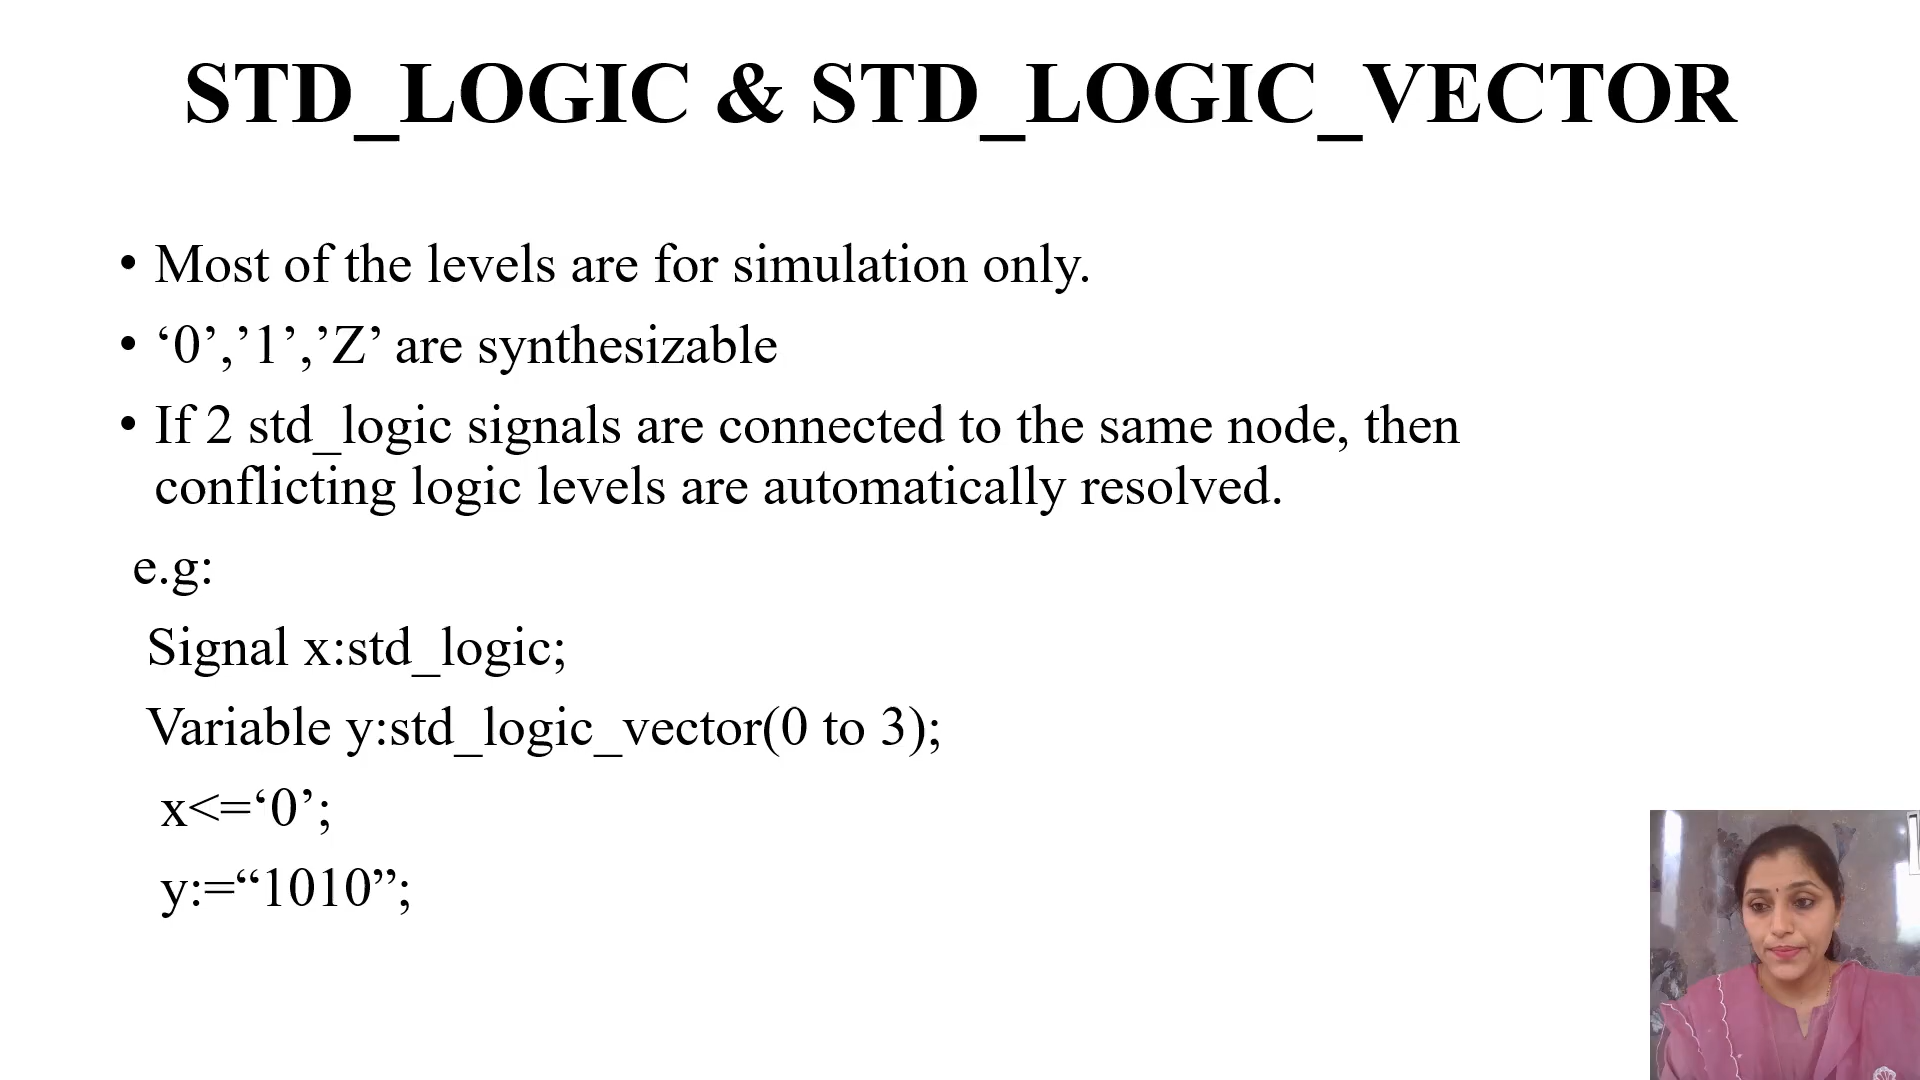 STD_LOGIC & STD_LOGIC_VECTOR
• Most of the levels are for simulation only.
• ‘0’,’1’,’Z’ are synthesizable
• If 2 std_logic signals are connected to the same node, then
conflicting logic levels are automatically resolved.
e.g:
Signal x:std_logic;
Variable y:std_logic_vector(0 to 3);
x<=‘0’;
y:=“1010”;